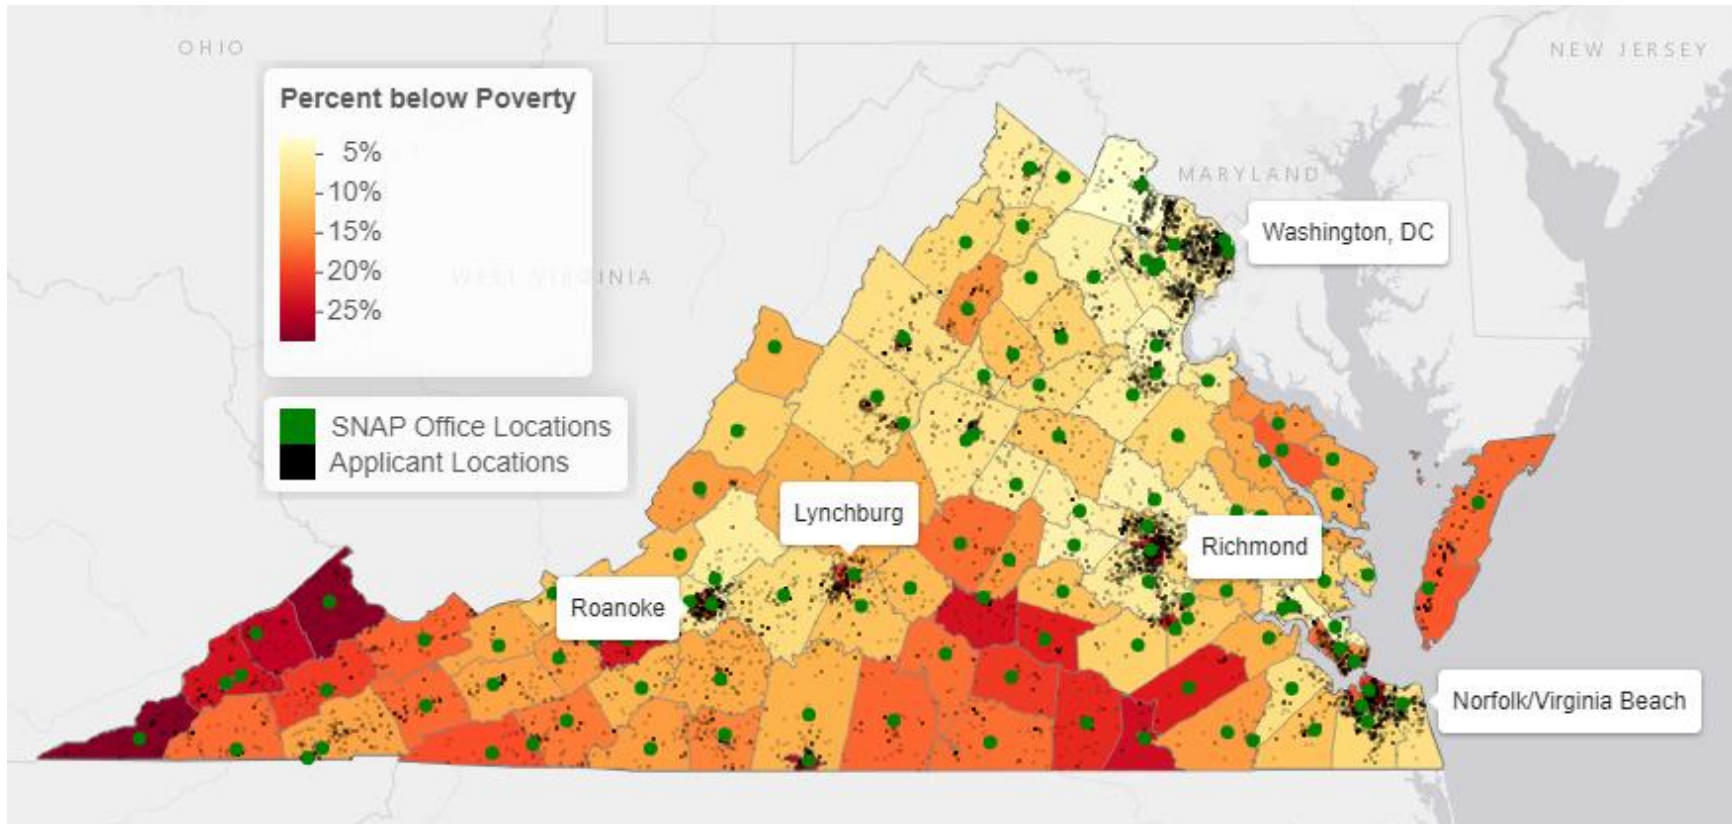 OHIO
NEW JERSEY
Percent below Poverty
5%
10%
15%
20%
25%
MARYLAND
Washington, DC
WEST VIRGINIA
SNAP Office Locations
Applicant Locations
Lynchburg
Richmond
Roanoke
Norfolk/Virginia Beach